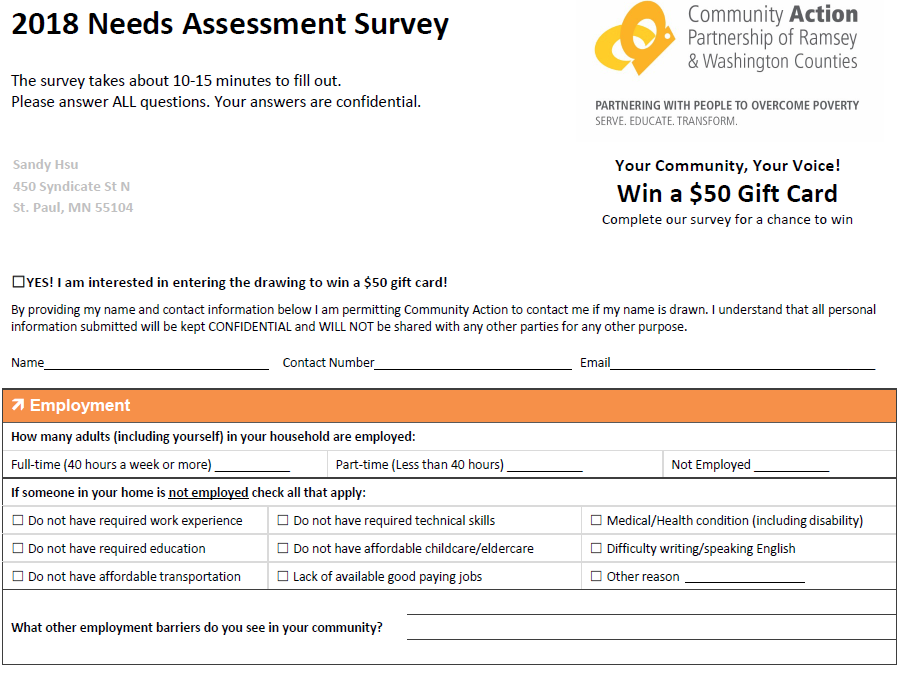 2018 Needs Assessment Survey
Community Action
Partnership of Ramsey
& Washington Counties
The survey takes about 10-15 minutes to fill out.
Please answer ALL questions. Your answers are confidential.
PARTNERING WITH PEOPLE TO OVERCOME POVERTY
SERVE. EDUCATE. TRANSFORM.
Sandy Hsu
450 Syndicate St N
St. Paul, MN 55104
Your Community, Your Voice!
Win a $50 Gift Card
Complete our survey for a chance to win
☐YES! I am interested in entering the drawing to win a $50 gift card!
By providing my name and contact information below I am permitting Community Action to contact me if my name is drawn. I understand that all personal
information submitted will be kept CONFIDENTIAL and WILL NOT be shared with any other parties for any other purpose.
Name__________ Contact Number__________ Email__________
Employment
How many adults (including yourself) in your household are employed:
Full-time (40 hours a week or more) __________ Part-time (Less than 40 hours) __________ Not Employed __________
If someone in your home is not employed check all that apply:
☐ Do not have required work experience ☐ Do not have required technical skills ☐ Medical/Health condition (including disability)
☐ Do not have required education ☐ Do not have affordable childcare/eldercare ☐ Difficulty writing/speaking English
☐ Do not have affordable transportation ☐ Lack of available good paying jobs ☐ Other reason __________
What other employment barriers do you see in your community?